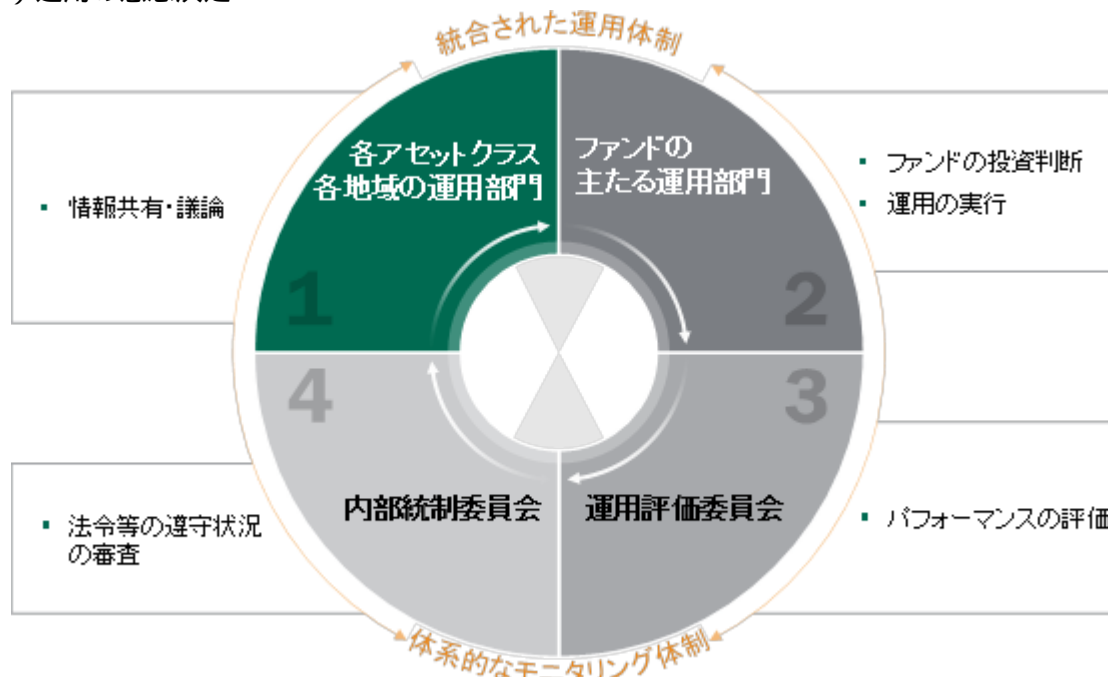 統合された運用体制
各アセットクラス
各地域の運用部門
ファンドの
主たる運用部門
・ 情報共有・議論
・ ファンドの投資判断
・ 運用の実行
1
2
4
3
内部統制委員会
運用評価委員会
・ 法令等の遵守状況
の審査
・ パフォーマンスの評価
体系的なモニタリング体制